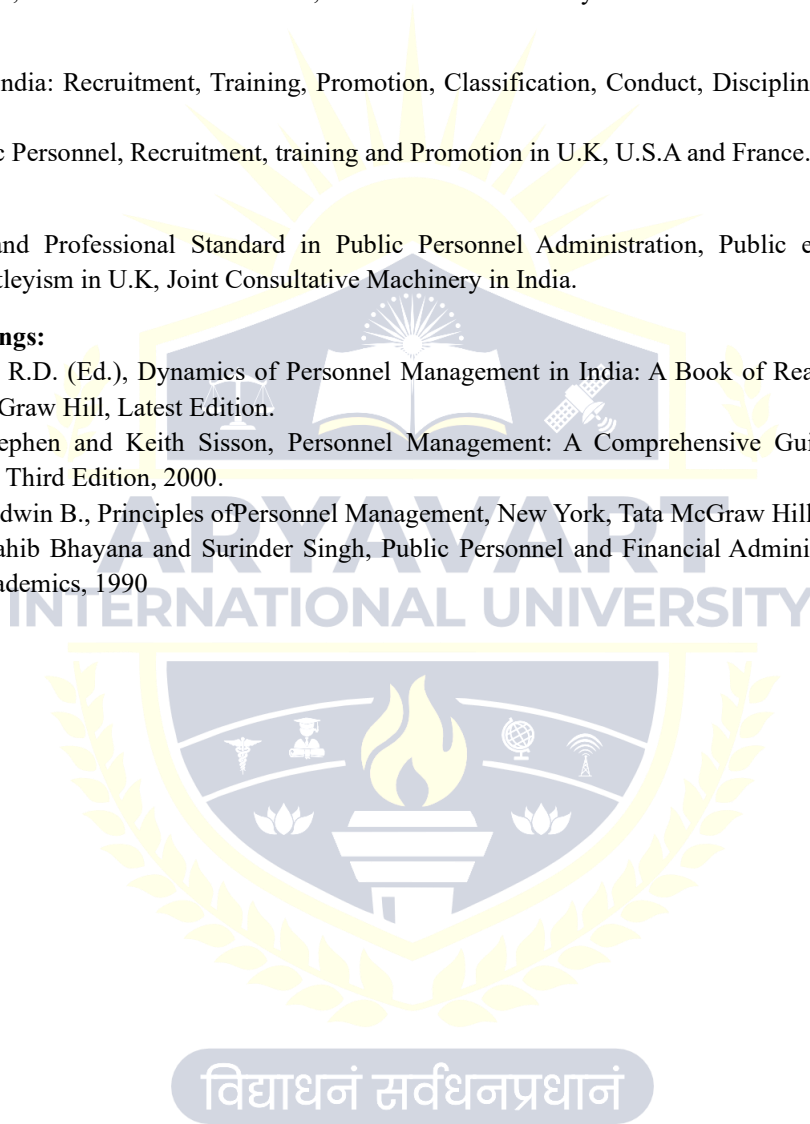 ndia: Recruitment, Training, Promotion, Classification, Conduct, Disciplin
c Personnel, Recruitment, training and Promotion in U.K, U.S.A and France.
and Professional Standard in Public Personnel Administration, Public e
tleyism in U.K, Joint Consultative Machinery in India.
ngs:
R.D. (Ed.), Dynamics of Personnel Management in India: A Book of Rea
Graw Hill, Latest Edition.
ephen and Keith Sisson, Personnel Management: A Comprehensive Gui
Third Edition, 2000.
dwin B., Principles ofPersonnel Management, New York, Tata McGraw Hill
ahib Bhayana and Surinder Singh, Public Personnel and Financial Admini
ademics, 1990
ARYAVART
INTERNATIONAL UNIVERSITY
विद्याधनं सर्वधनप्रधानं